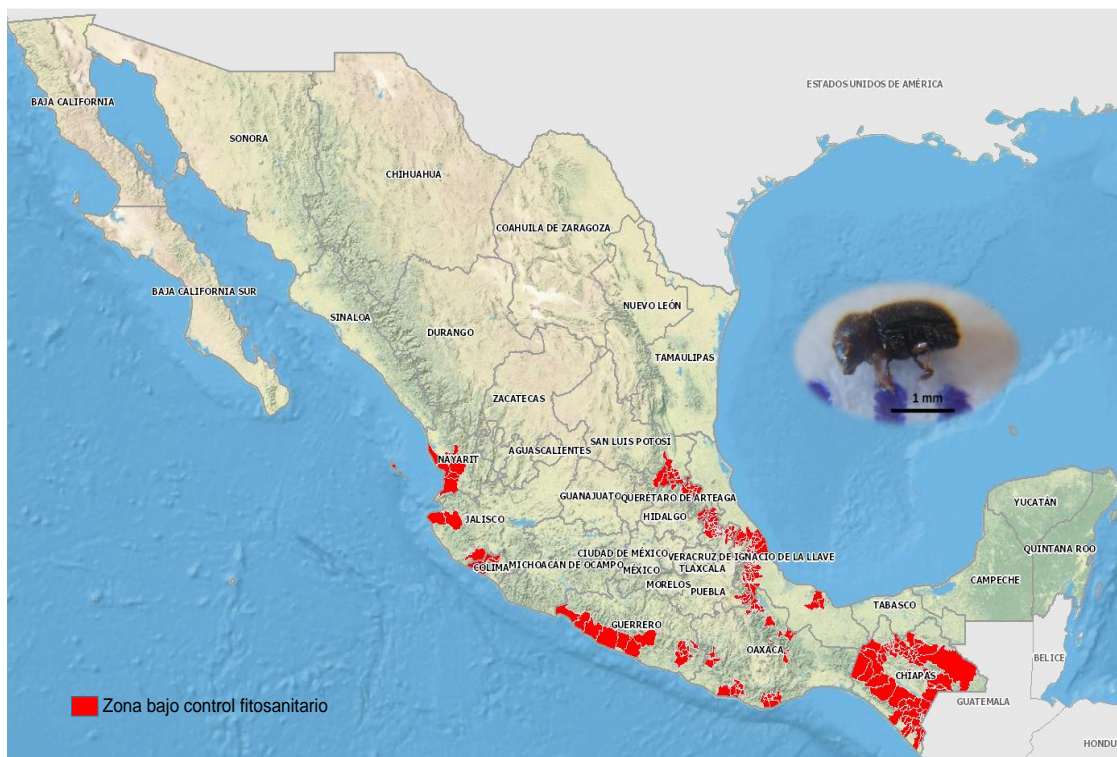 ESTADOS UNIDOS DE AMÉRICA
BAJA CALIFORNIA
SONORA
CHIHUAHUA
COAHUILA DE ZARAGOZA
BAJA CALIFORNIA SUR
NUEVO LEÓN
SINALOA
DURANGO
TAMAULIPAS
ZACATECAS
1 mm
SAN LUIS POTOSÍ
AGUASCALIENTES
NAYARIT
GUANAJUATO
QUERÉTARO DE ARTEAGA
YUCATÁN
JALISCO
HIDALGO
QUINTANA ROO
CIUDAD DE MÉXICO
VERACRUZ DE IGNACIO DE LA LLAVE
COLIMA
MICHOACÁN DE OCAMPO
MÉXICO
TLAXCALA
CAMPECHE
MORELOS
PUEBLA
TABASCO
GUERRERO
OAXACA
BELICE
CHIAPAS
GUATEMALA
Zona bajo control fitosanitario
HONDU